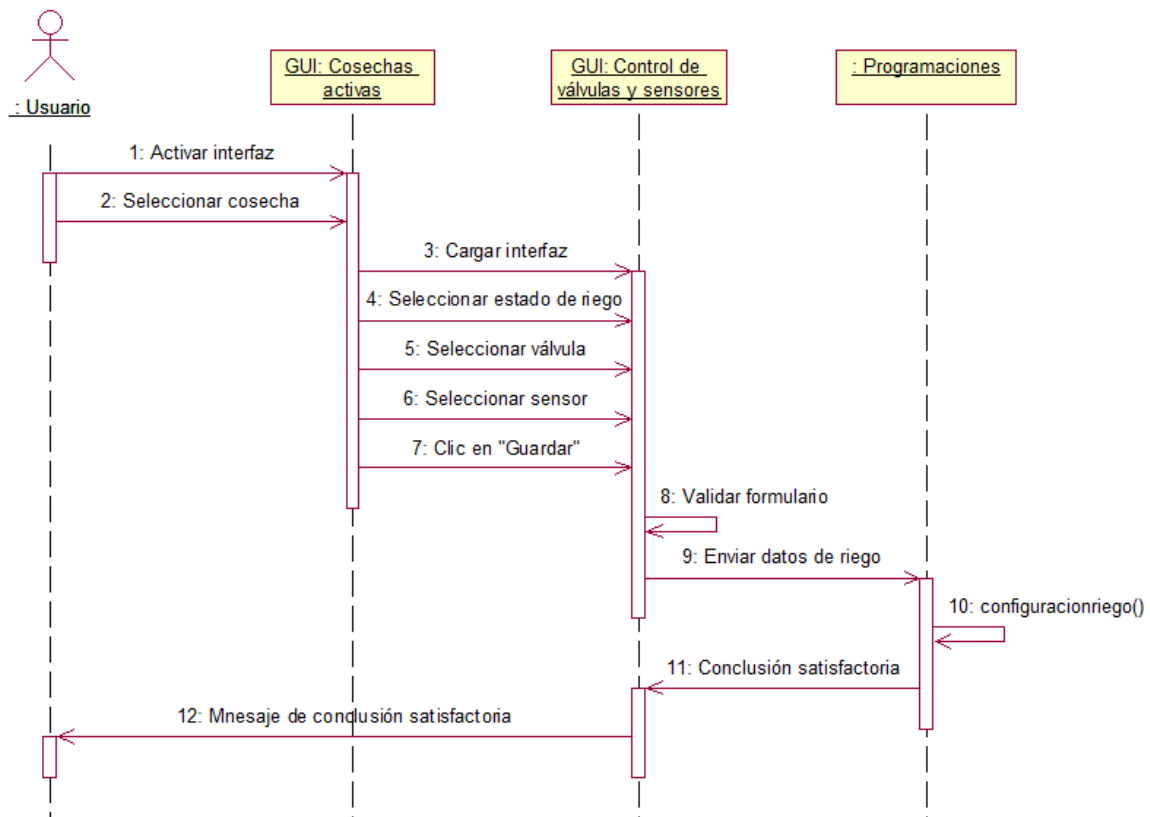 : Usuario
GUI: Cosechas
activas
GUI: Control de
válvulas y sensores
: Programaciones
1: Activar interfaz
2: Seleccionar cosecha
3: Cargar interfaz
4: Seleccionar estado de riego
5: Seleccionar válvula
6: Seleccionar sensor
7: Clic en "Guardar"
8: Validar formulario
9: Enviar datos de riego
10: configuracionriego()
11: Conclusión satisfactoria
12: Mnesaje de conclusión satisfactoria